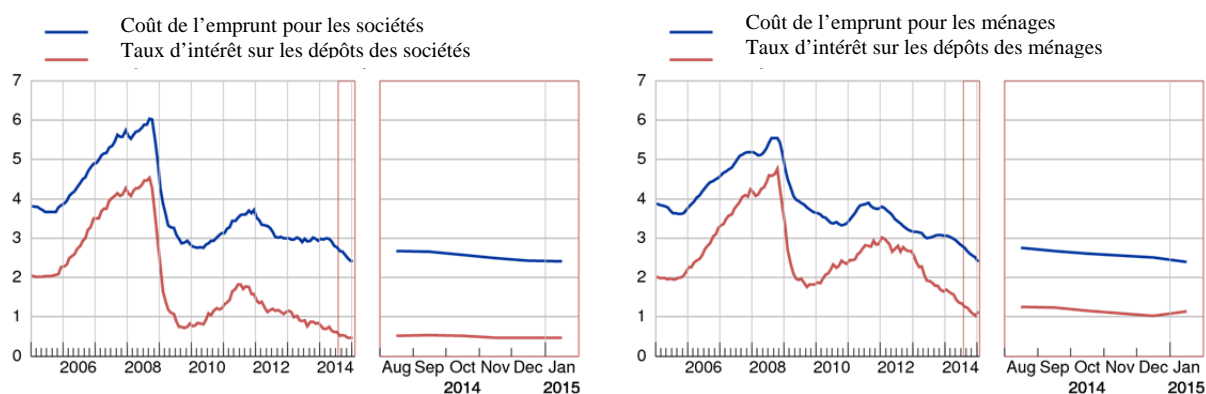 Coût de l’emprunt pour les sociétés
Taux d’intérêt sur les dépôts des sociétés
7
6
5
4
3
2
1
0
2006 2008 2010 2012 2014
Aug Sep Oct Nov Dec Jan
2014 2015
Coût de l’emprunt pour les ménages
Taux d’intérêt sur les dépôts des ménages
7
6
5
4
3
2
1
0
2006 2008 2010 2012 2014
Aug Sep Oct Nov Dec Jan
2014 2015